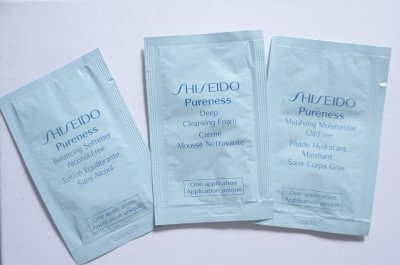 SHISEIDO
Pureness
Balancing Softener
Alcohol-Free
Lotion Equilibrante
Sans Alcool
One application
Application unique
SHISEIDO
Pureness
Deep
Cleansing Foam
Crème
Mousse Nettoyante
One application
Application unique
SHISEIDO
Pureness
Matifying Moisturizer
Oil-Free
Fluide Hydratant
Matifiant
Sans Corps Gras
One application
Application unique